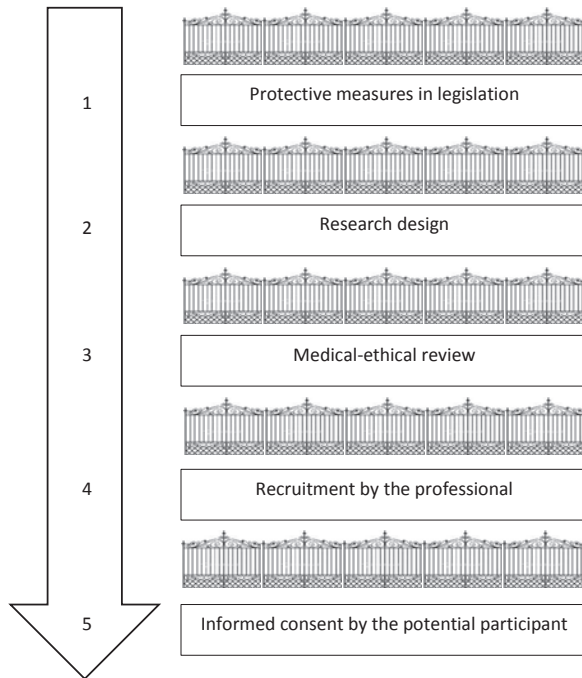 1
Protective measures in legislation
2
Research design
3
Medical-ethical review
4
Recruitment by the professional
5
Informed consent by the potential participant